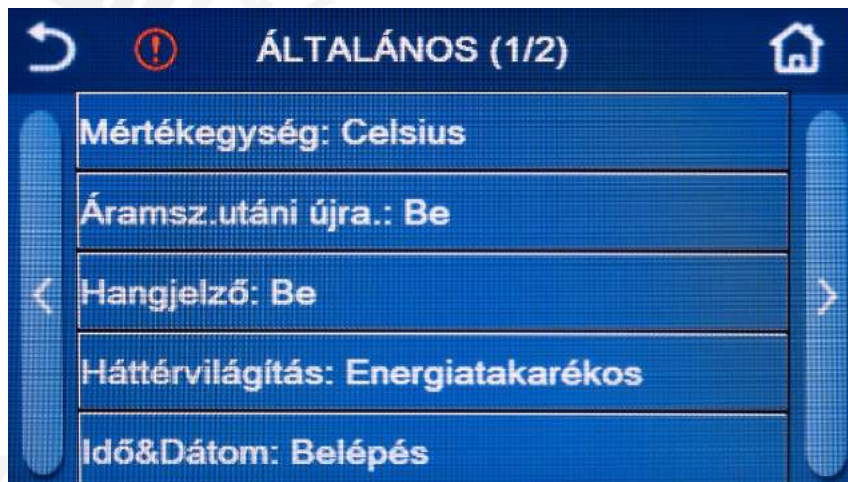 ÁLTALÁNOS (1/2)
Mértékegység: Celsius
Áramsz.utáni újra.: Be
Hangjelző: Be
Háttérvilágítás: Energiatakarékos
Idő&Dátom: Belépés